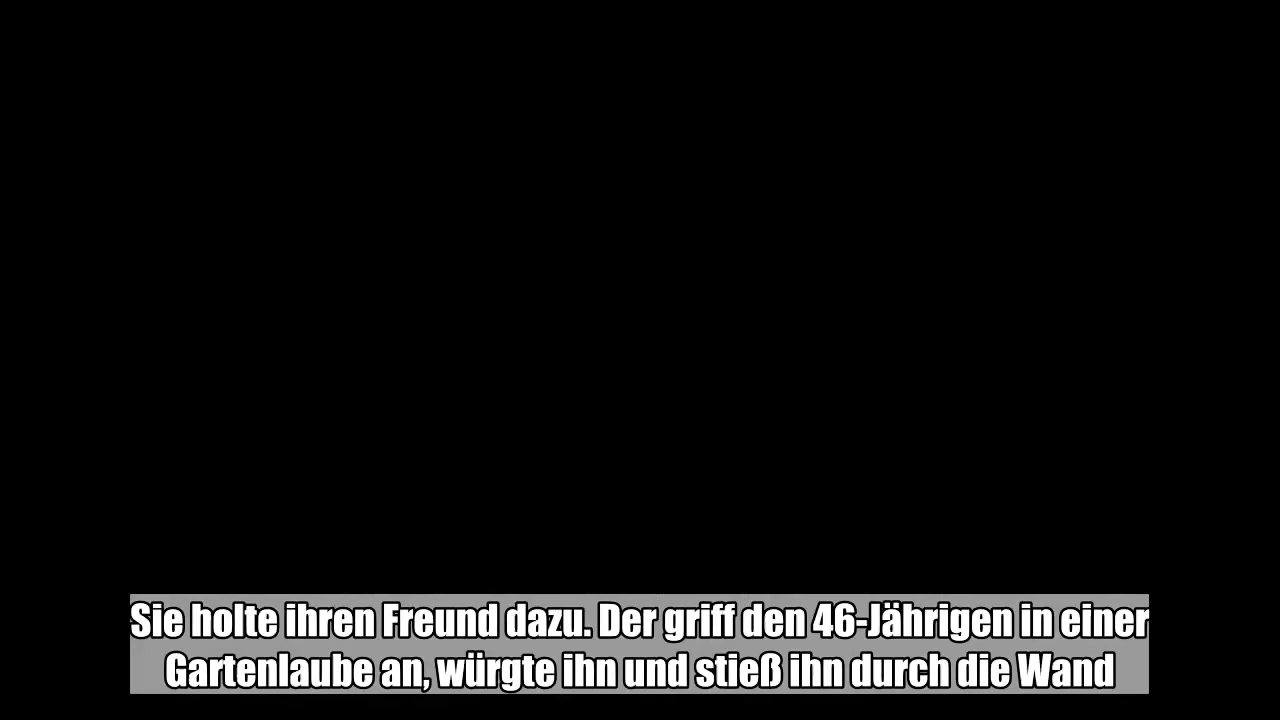 Sie holte ihren Freund dazu. Der griff den 46-Jährigen in einer
Gartenlaube an, würgte ihn und stieß ihn durch die Wand